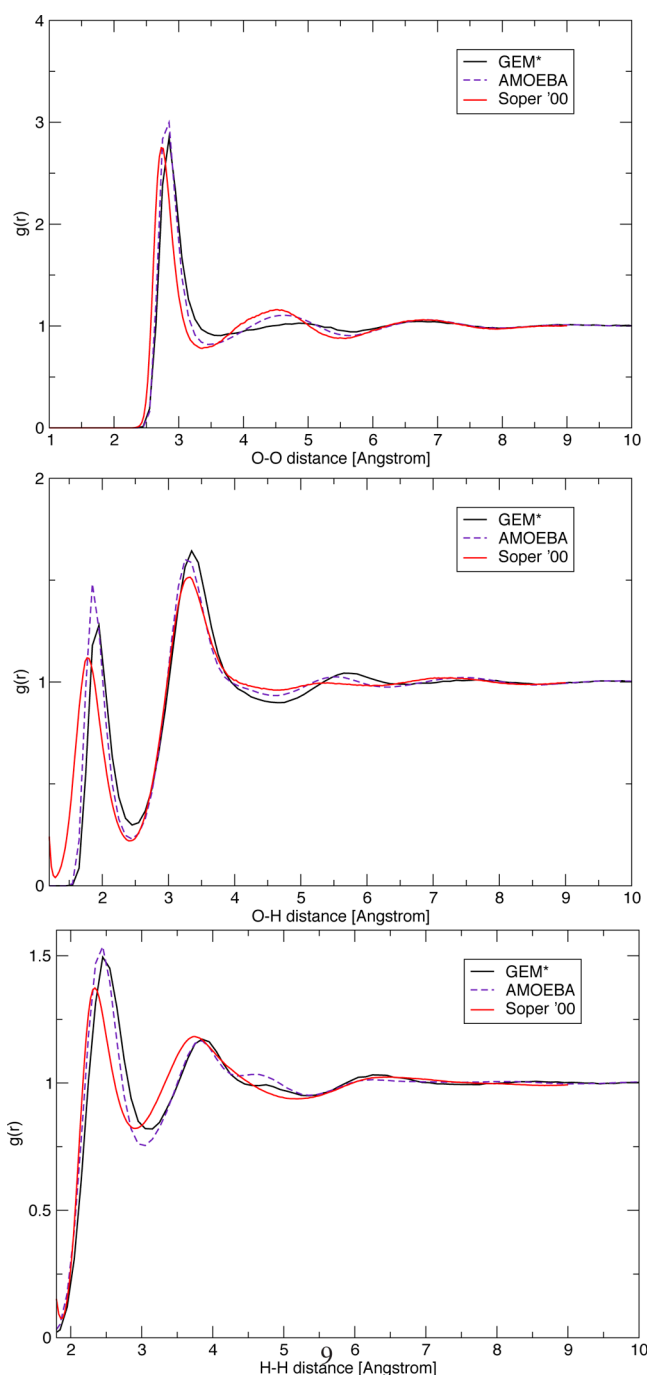 4
GEM*
AMOEBA
Soper '00
3
g(r)
2
1
0
1 2 3 4 5 6 7 8 9 10
O-O distance [Angstrom]
2
GEM*
AMOEBA
Soper '00
g(r)
1
0
2 3 4 5 6 7 8 9 10
O-H distance [Angstrom]
1.5
GEM*
AMOEBA
Soper '00
g(r)
1
0.5
0
2 3 4 5 6 7 8 9 10
9
H-H distance [Angstrom]